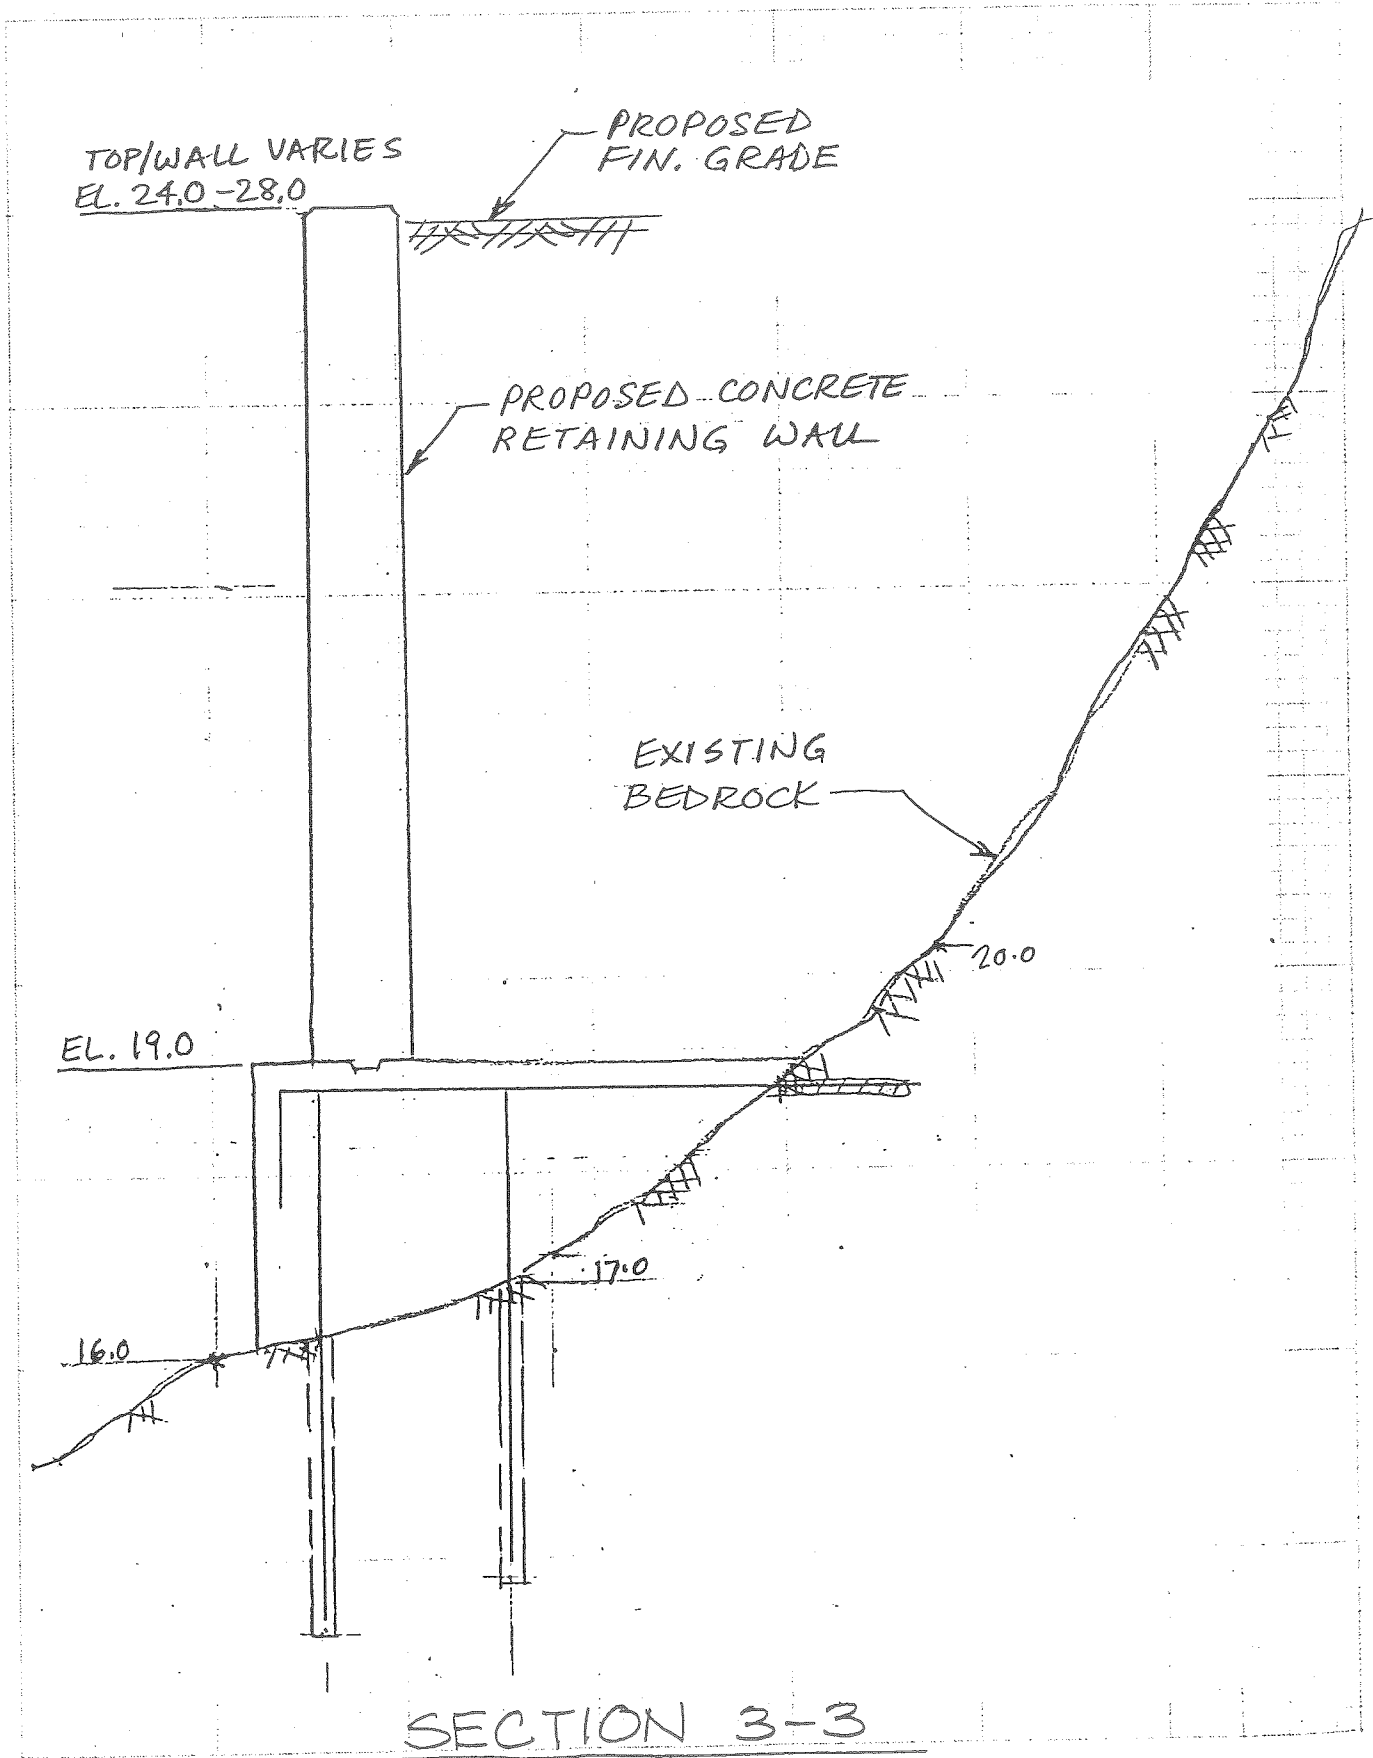 PROPOSED
FIN. GRADE
TOP/WALL VARIES
EL. 24.0-28.0
PROPOSED CONCRETE
RETAINING WALL
EXISTING
BEDROCK
20.0
EL. 19.0
17.0
16.0
SECTION 3-3